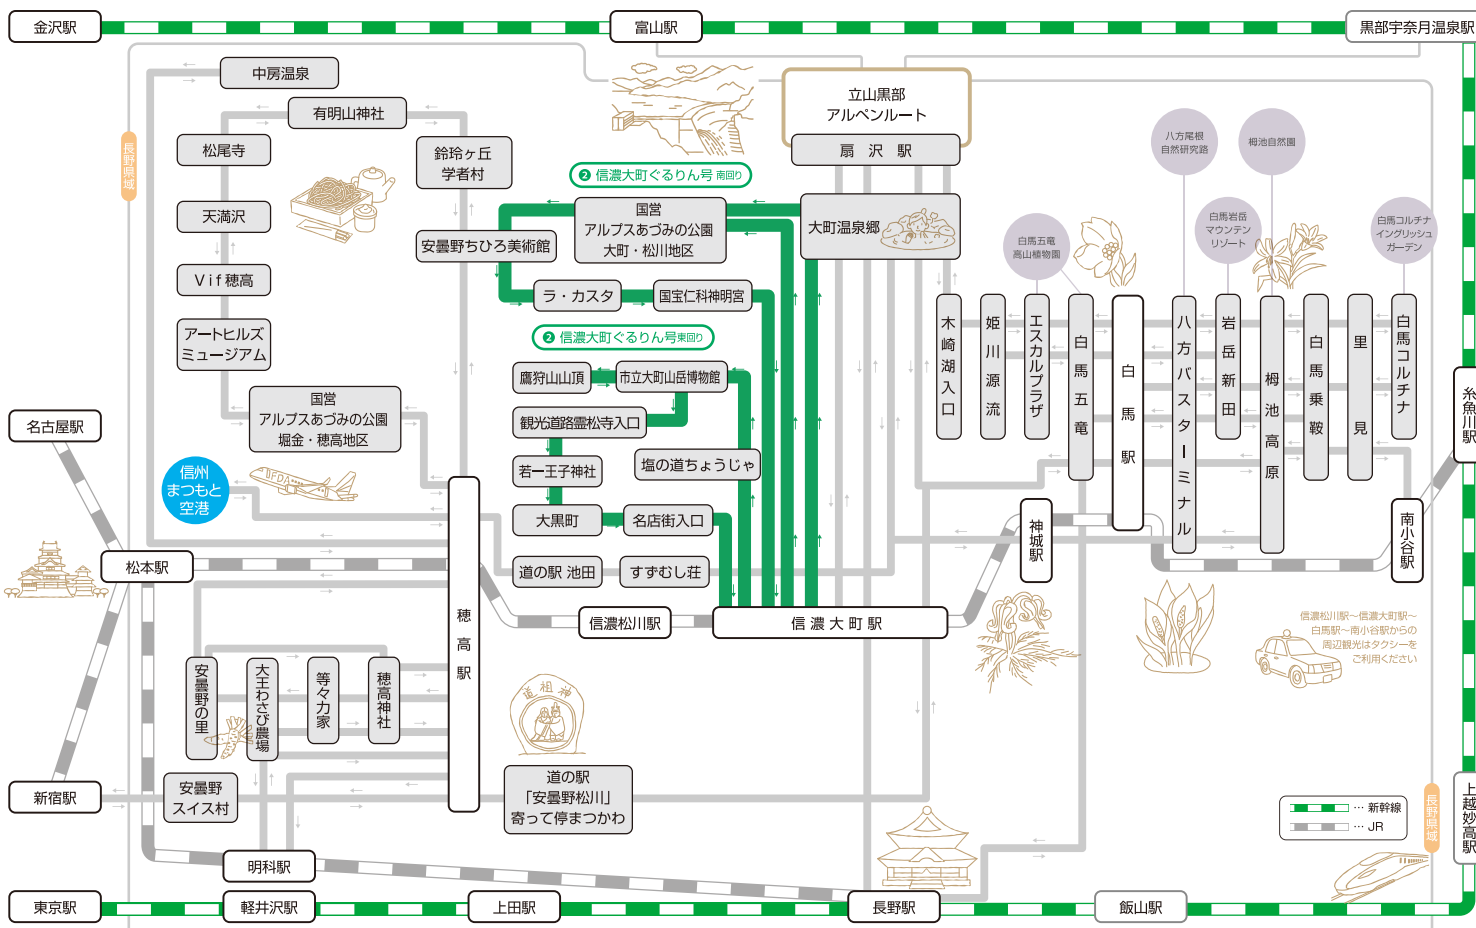 金沢駅
富山駅
黒部宇奈月温泉駅
中房温泉
立山黒部
アルペンルート
有明山神社
松尾寺
鈴玲ヶ丘
学者村
扇沢駅
八方尾根
自然研究路
栂池自然園
長野県域
❷ 信濃大町ぐるりん号 南回り
天満沢
国営
アルプスあづみの公園
大町・松川地区
大町温泉郷
安曇野ちひろ美術館
白馬五竜
高山植物園
白馬岩岳
マウンテン
リゾート
白馬コルチナ
イングリッシュ
ガーデン
Vif穂高
ラ・カスタ
国宝仁科神明宮
アートヒルズ
ミュージアム
❷ 信濃大町ぐるりん号東回り
木崎湖入口
姫川源流
エスカルプラザ
白馬五竜
白馬駅
八方バスターミナル
岩岳新田
栂池高原
白馬乗鞍
里見
白馬コルチナ
鷹狩山山頂
市立大町山岳博物館
国営
アルプスあづみの公園
堀金・穂高地区
観光道路霊松寺入口
名古屋駅
糸魚川駅
信州
まつもと
空港
FDA
若一王子神社
塩の道ちょうじゃ
大黒町
名店街入口
神城駅
南小谷駅
松本駅
道の駅 池田
すずむし荘
穂高駅
信濃松川駅
信濃大町駅
信濃松川駅〜信濃大町駅〜
白馬駅〜南小谷駅からの
周辺観光はタクシーを
ご利用ください
安曇野の里
大王わさび農場
等々力家
穂高神社
道祖神
新宿駅
安曇野
スイス村
道の駅
「安曇野松川」
寄って停まつかわ
長野県域
上越妙高駅
… 新幹線
… JR
明科駅
東京駅
軽井沢駅
上田駅
長野駅
飯山駅